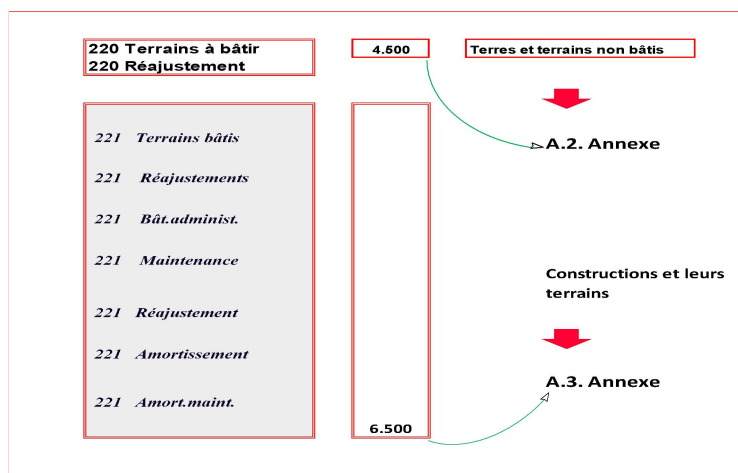 220 Terrains à bâtir
220 Réajustement
4.500
Terres et terrains non bâtis
A.2. Annexe
221 Terrains bâtis
221 Réajustements
221 Bât.administ.
221 Maintenance
221 Réajustement
221 Amortissement
221 Amort.maint.
6.500
Constructions et leurs
terrains
A.3. Annexe